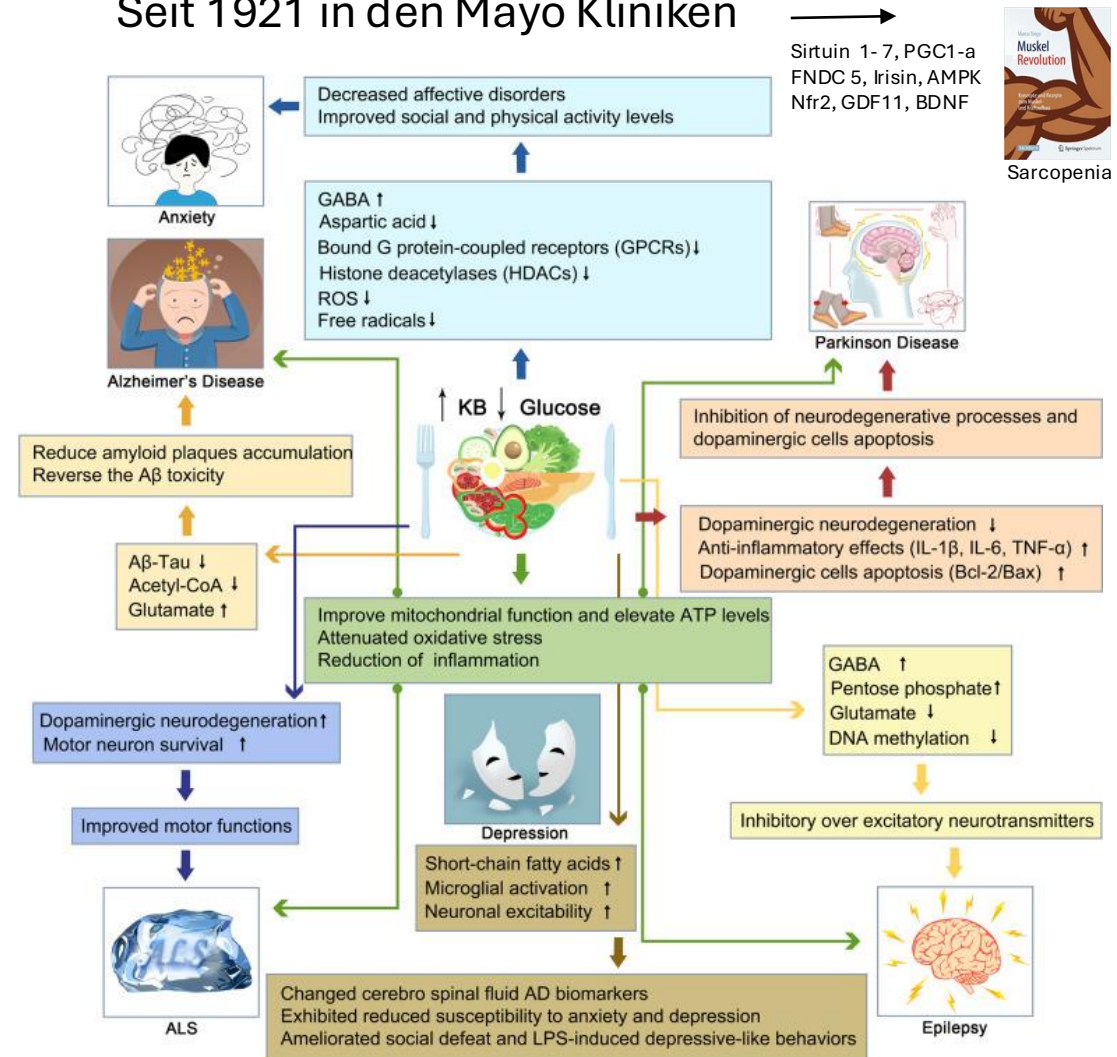 Seit 1921 in den Mayo Kliniken
Sirtuin 1- 7, PGC1-a
FNDC 5, Irisin, AMPK
Nfr2, GDF11, BDNF
Muskel
Revolution
Sarcopenia
Decreased affective disorders
Improved social and physical activity levels
Anxiety
GABA ↑
Aspartic acid ↓
Bound G protein-coupled receptors (GPCRs) ↓
Histone deacetylases (HDACs) ↓
ROS ↓
Free radicals ↓
Alzheimer's Disease
Parkinson Disease
↑ KB ↓ Glucose
Reduce amyloid plaques accumulation
Reverse the Aβ toxicity
Inhibition of neurodegenerative processes and
dopaminergic cells apoptosis
Aβ-Tau ↓
Acetyl-CoA ↓
Glutamate ↑
Dopaminergic neurodegeneration ↓
Anti-inflammatory effects (IL-1β, IL-6, TNF-α) ↑
Dopaminergic cells apoptosis (Bcl-2/Bax) ↑
Improve mitochondrial function and elevate ATP levels
Attenuated oxidative stress
Reduction of inflammation
GABA ↑
Pentose phosphate ↑
Glutamate ↓
DNA methylation ↓
Dopaminergic neurodegeneration ↑
Motor neuron survival ↑
Improved motor functions
Inhibitory over excitatory neurotransmitters
Depression
Short-chain fatty acids ↑
Microglial activation ↑
Neuronal excitability ↑
ALS
ALS
Changed cerebro spinal fluid AD biomarkers
Exhibited reduced susceptibility to anxiety and depression
Ameliorated social defeat and LPS-induced depressive-like behaviors
Epilepsy